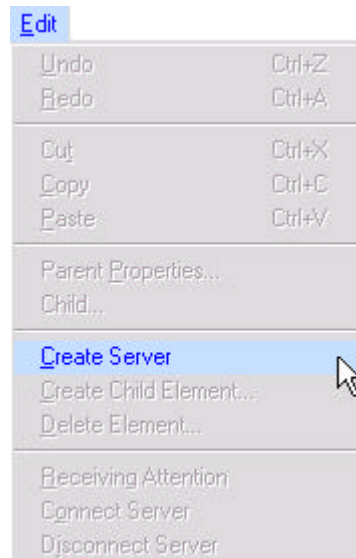 Edit
Undo Ctrl+Z
Redo Ctrl+A
Cut Ctrl+X
Copy Ctrl+C
Paste Ctrl+V
Parent Properties...
Child...
Create Server
Create Child Element...
Delete Element...
Receiving Attention
Connect Server
Disconnect Server